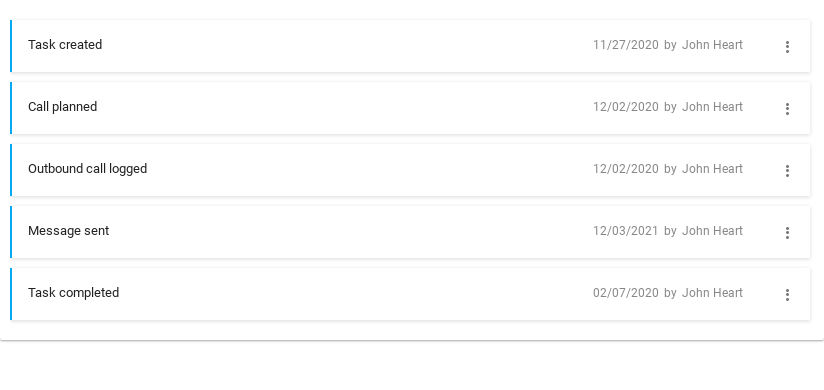 Task created 11/27/2020 by John Heart
Call planned 12/02/2020 by John Heart
Outbound call logged 12/02/2020 by John Heart
Message sent 12/03/2021 by John Heart
Task completed 02/07/2020 by John Heart